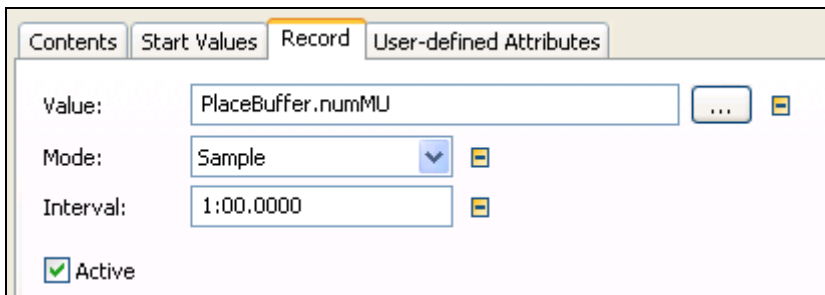 Contents Start Values Record User-defined Attributes
Value: PlaceBuffer.numMU ...
Mode: Sample
Interval: 1:00.0000
Active